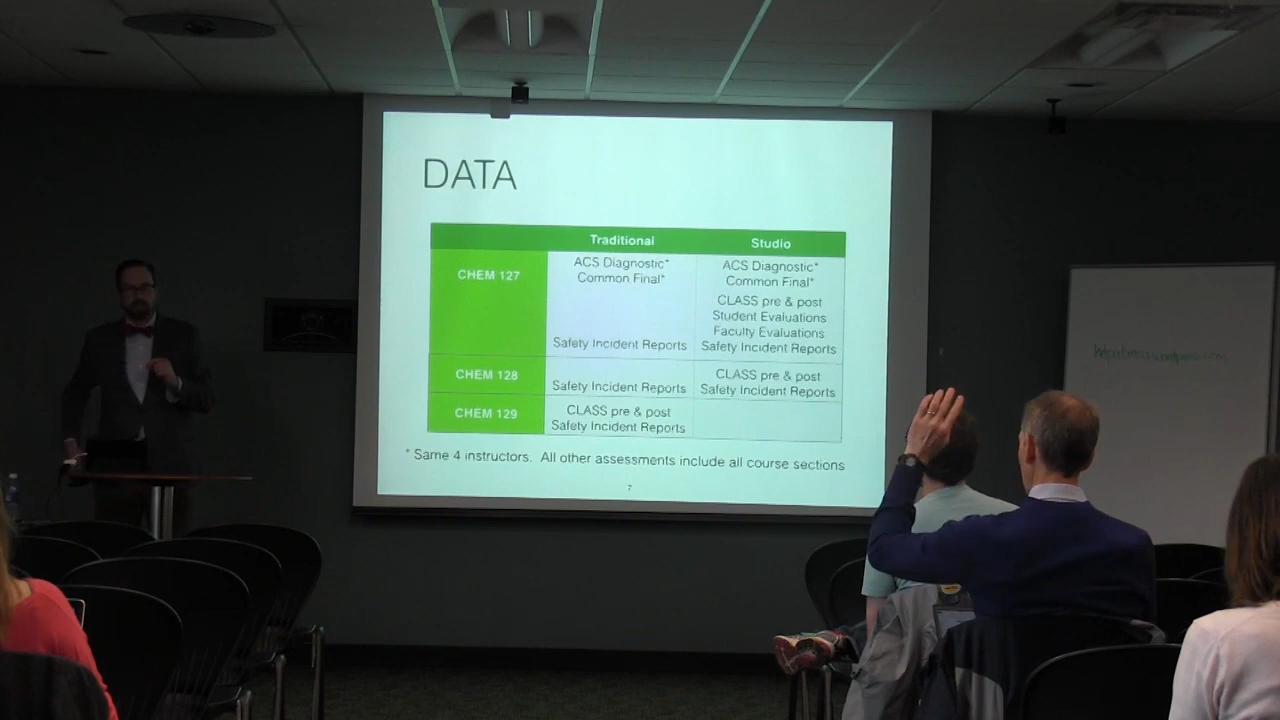 DATA
Traditional Studio
CHEM 127
ACS Diagnostic*
Common Final*
Safety Incident Reports
ACS Diagnostic*
Common Final*
CLASS pre & post
Student Evaluations
Faculty Evaluations
Safety Incident Reports
CHEM 128
Safety Incident Reports
CLASS pre & post
Safety Incident Reports
CHEM 129
CLASS pre & post
Safety Incident Reports
* Same 4 instructors. All other assessments include all course sections
7